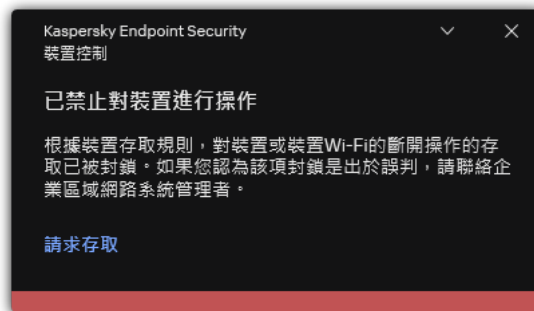 Kaspersky Endpoint Security
裝置控制
已禁止對裝置進行操作
根據裝置存取規則，對裝置或裝置Wi-Fi的斷開操作的存
取已被封鎖。如果您認為該項封鎖是出於誤判，請聯絡企
業區域網路系統管理者。
請求存取